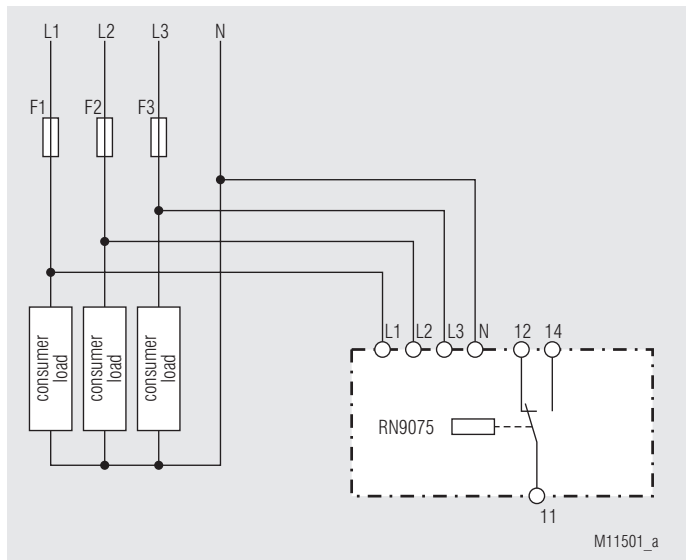 L1 L2 L3 N
F1 F2 F3
L1 L2 L3 N 12 14
consumer
load
consumer
load
consumer
load
RN9075
11
M11501_a